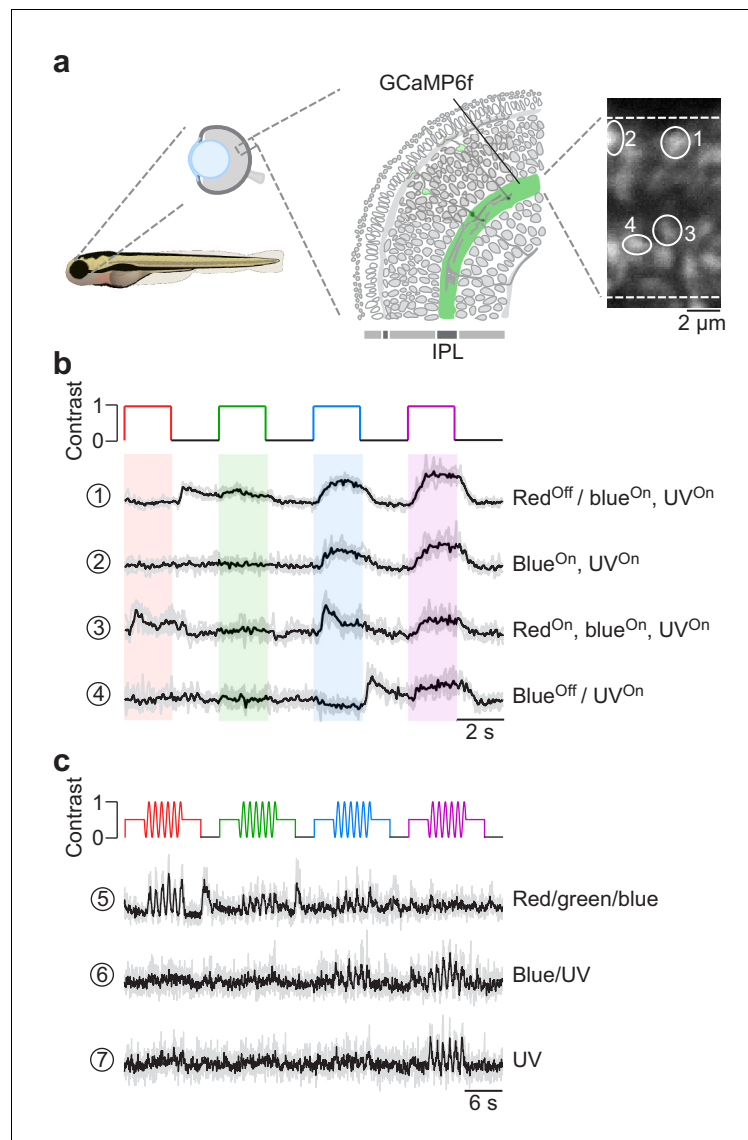 a
GCaMP6f
2
1
4
3
2 µm
IPL
b
Contrast
1
0
1 Red^Off / blue^On, UV^On
2 Blue^On, UV^On
3 Red^On, blue^On, UV^On
4 Blue^Off / UV^On
2 s
c
Contrast
1
0
5 Red/green/blue
6 Blue/UV
7 UV
6 s